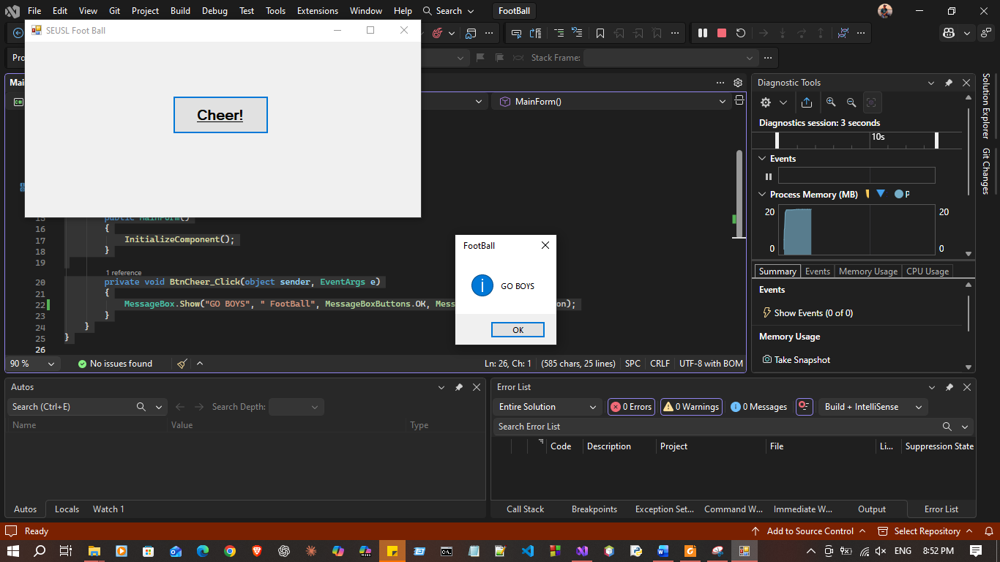 File Edit View Git Project Build Debug Test Tools Extensions Window Help Search FootBall
SEUSL Foot Ball
Stack Frame:
Cheer!
MainForm()
15 public MainForm()
16 {
17 InitializeComponent();
18 }
19
1 reference
20 private void BtnCheer_Click(object sender, EventArgs e)
21 {
22 MessageBox.Show("GO BOYS", " FootBall", MessageBoxButtons.OK, Mess on);
23 }
24 }
25 }
26
FootBall
GO BOYS
OK
90 % No issues found Ln: 26, Ch: 1 (585 chars, 25 lines) SPC CRLF UTF-8 with BOM
Diagnostic Tools
Diagnostics session: 3 seconds
10s
Events
Process Memory (MB) P
20 20
0 0
Summary Events Memory Usage CPU Usage
Events
Show Events (0 of 0)
Memory Usage
Take Snapshot
Solution Explorer
Git Changes
Autos
Search (Ctrl+E) Search Depth:
Name Value Type
Autos Locals Watch 1
Error List
Entire Solution 0 Errors 0 Warnings 0 Messages Build + IntelliSense
Search Error List
Code Description Project File Li... Suppression State
Call Stack Breakpoints Exception Set... Command W... Immediate W... Output Error List
Ready Add to Source Control Select Repository
ENG 8:52 PM